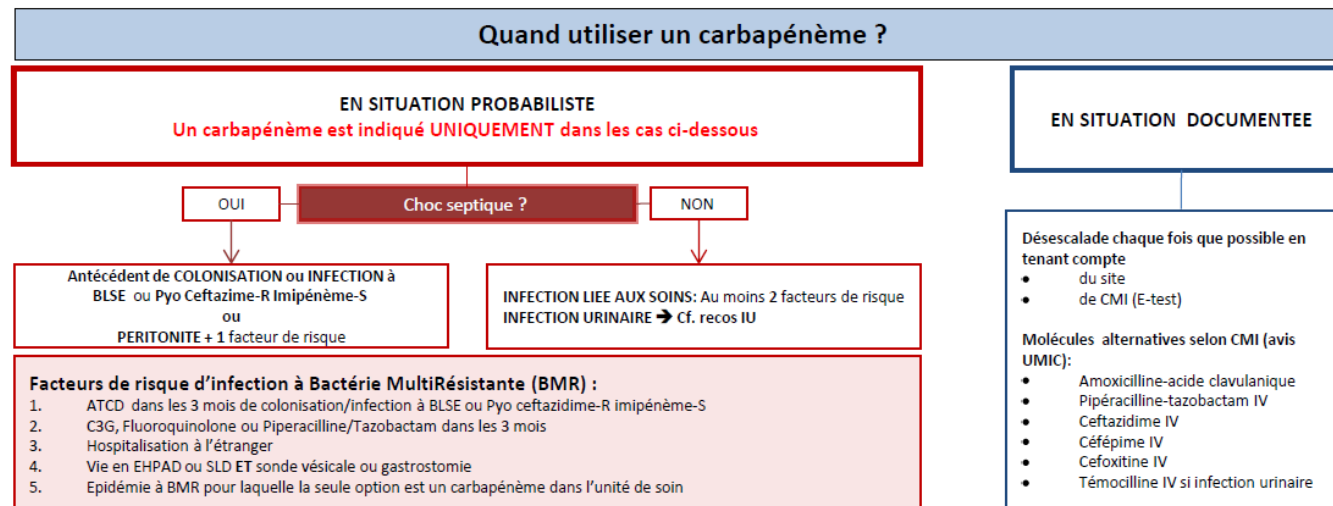 Quand utiliser un carbapénème ?
EN SITUATION PROBABILISTE
Un carbapénème est indiqué UNIQUEMENT dans les cas ci-dessous
OUI
Choc septique ?
NON
Antécédent de COLONISATION ou INFECTION à
BLSE ou Pyo Ceftazime-R Imipénème-S
ou
PERITONITE + 1 facteur de risque
INFECTION LIEE AUX SOINS: Au moins 2 facteurs de risque
INFECTION URINAIRE ➔ Cf. recos IU
Facteurs de risque d'infection à Bactérie MultiRésistante (BMR) :
1. ATCD dans les 3 mois de colonisation/infection à BLSE ou Pyo ceftazidime-R imipénème-S
2. C3G, Fluoroquinolone ou Piperacilline/Tazobactam dans les 3 mois
3. Hospitalisation à l'étranger
4. Vie en EHPAD ou SLD ET sonde vésicale ou gastrostomie
5. Epidémie à BMR pour laquelle la seule option est un carbapénème dans l'unité de soin
EN SITUATION DOCUMENTEE
Désescalade chaque fois que possible en
tenant compte
• du site
• de CMI (E-test)
Molécules alternatives selon CMI (avis
UMIC):
• Amoxicilline-acide clavulanique
• Pipéracilline-tazobactam IV
• Ceftazidime IV
• Céfépime IV
• Cefoxitine IV
• Témocilline IV si infection urinaire